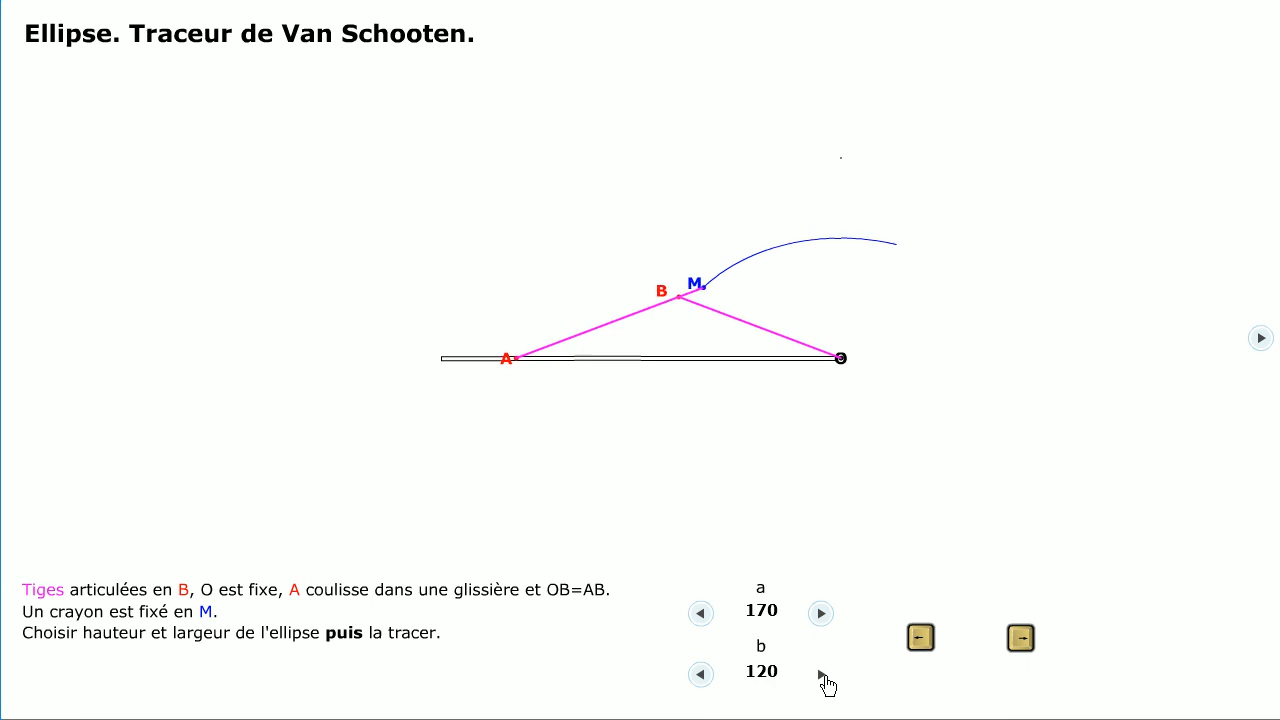 Ellipse. Traceur de Van Schooten.
B
M
A
O
Tiges articulées en B, O est fixe, A coulisse dans une glissière et OB=AB.
Un crayon est fixé en M.
Choisir hauteur et largeur de l'ellipse puis la tracer.
a
170
b
120
←
→